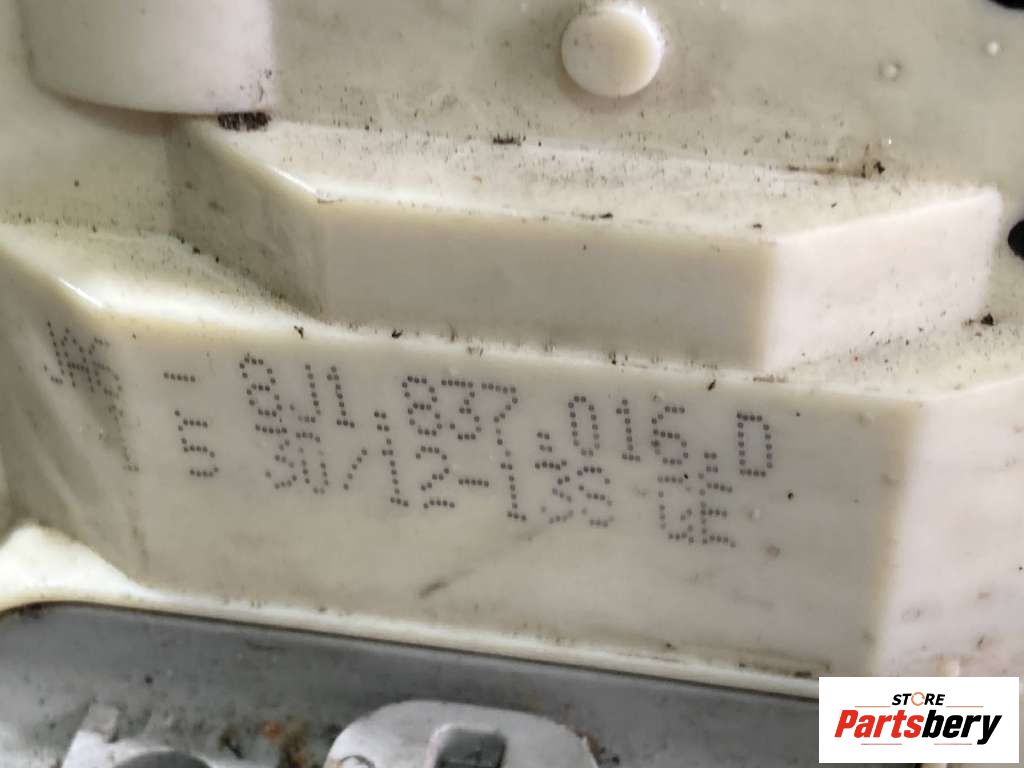 - 8J1.837.016.D
5 30/12-13S GE
STORE
Partsbery